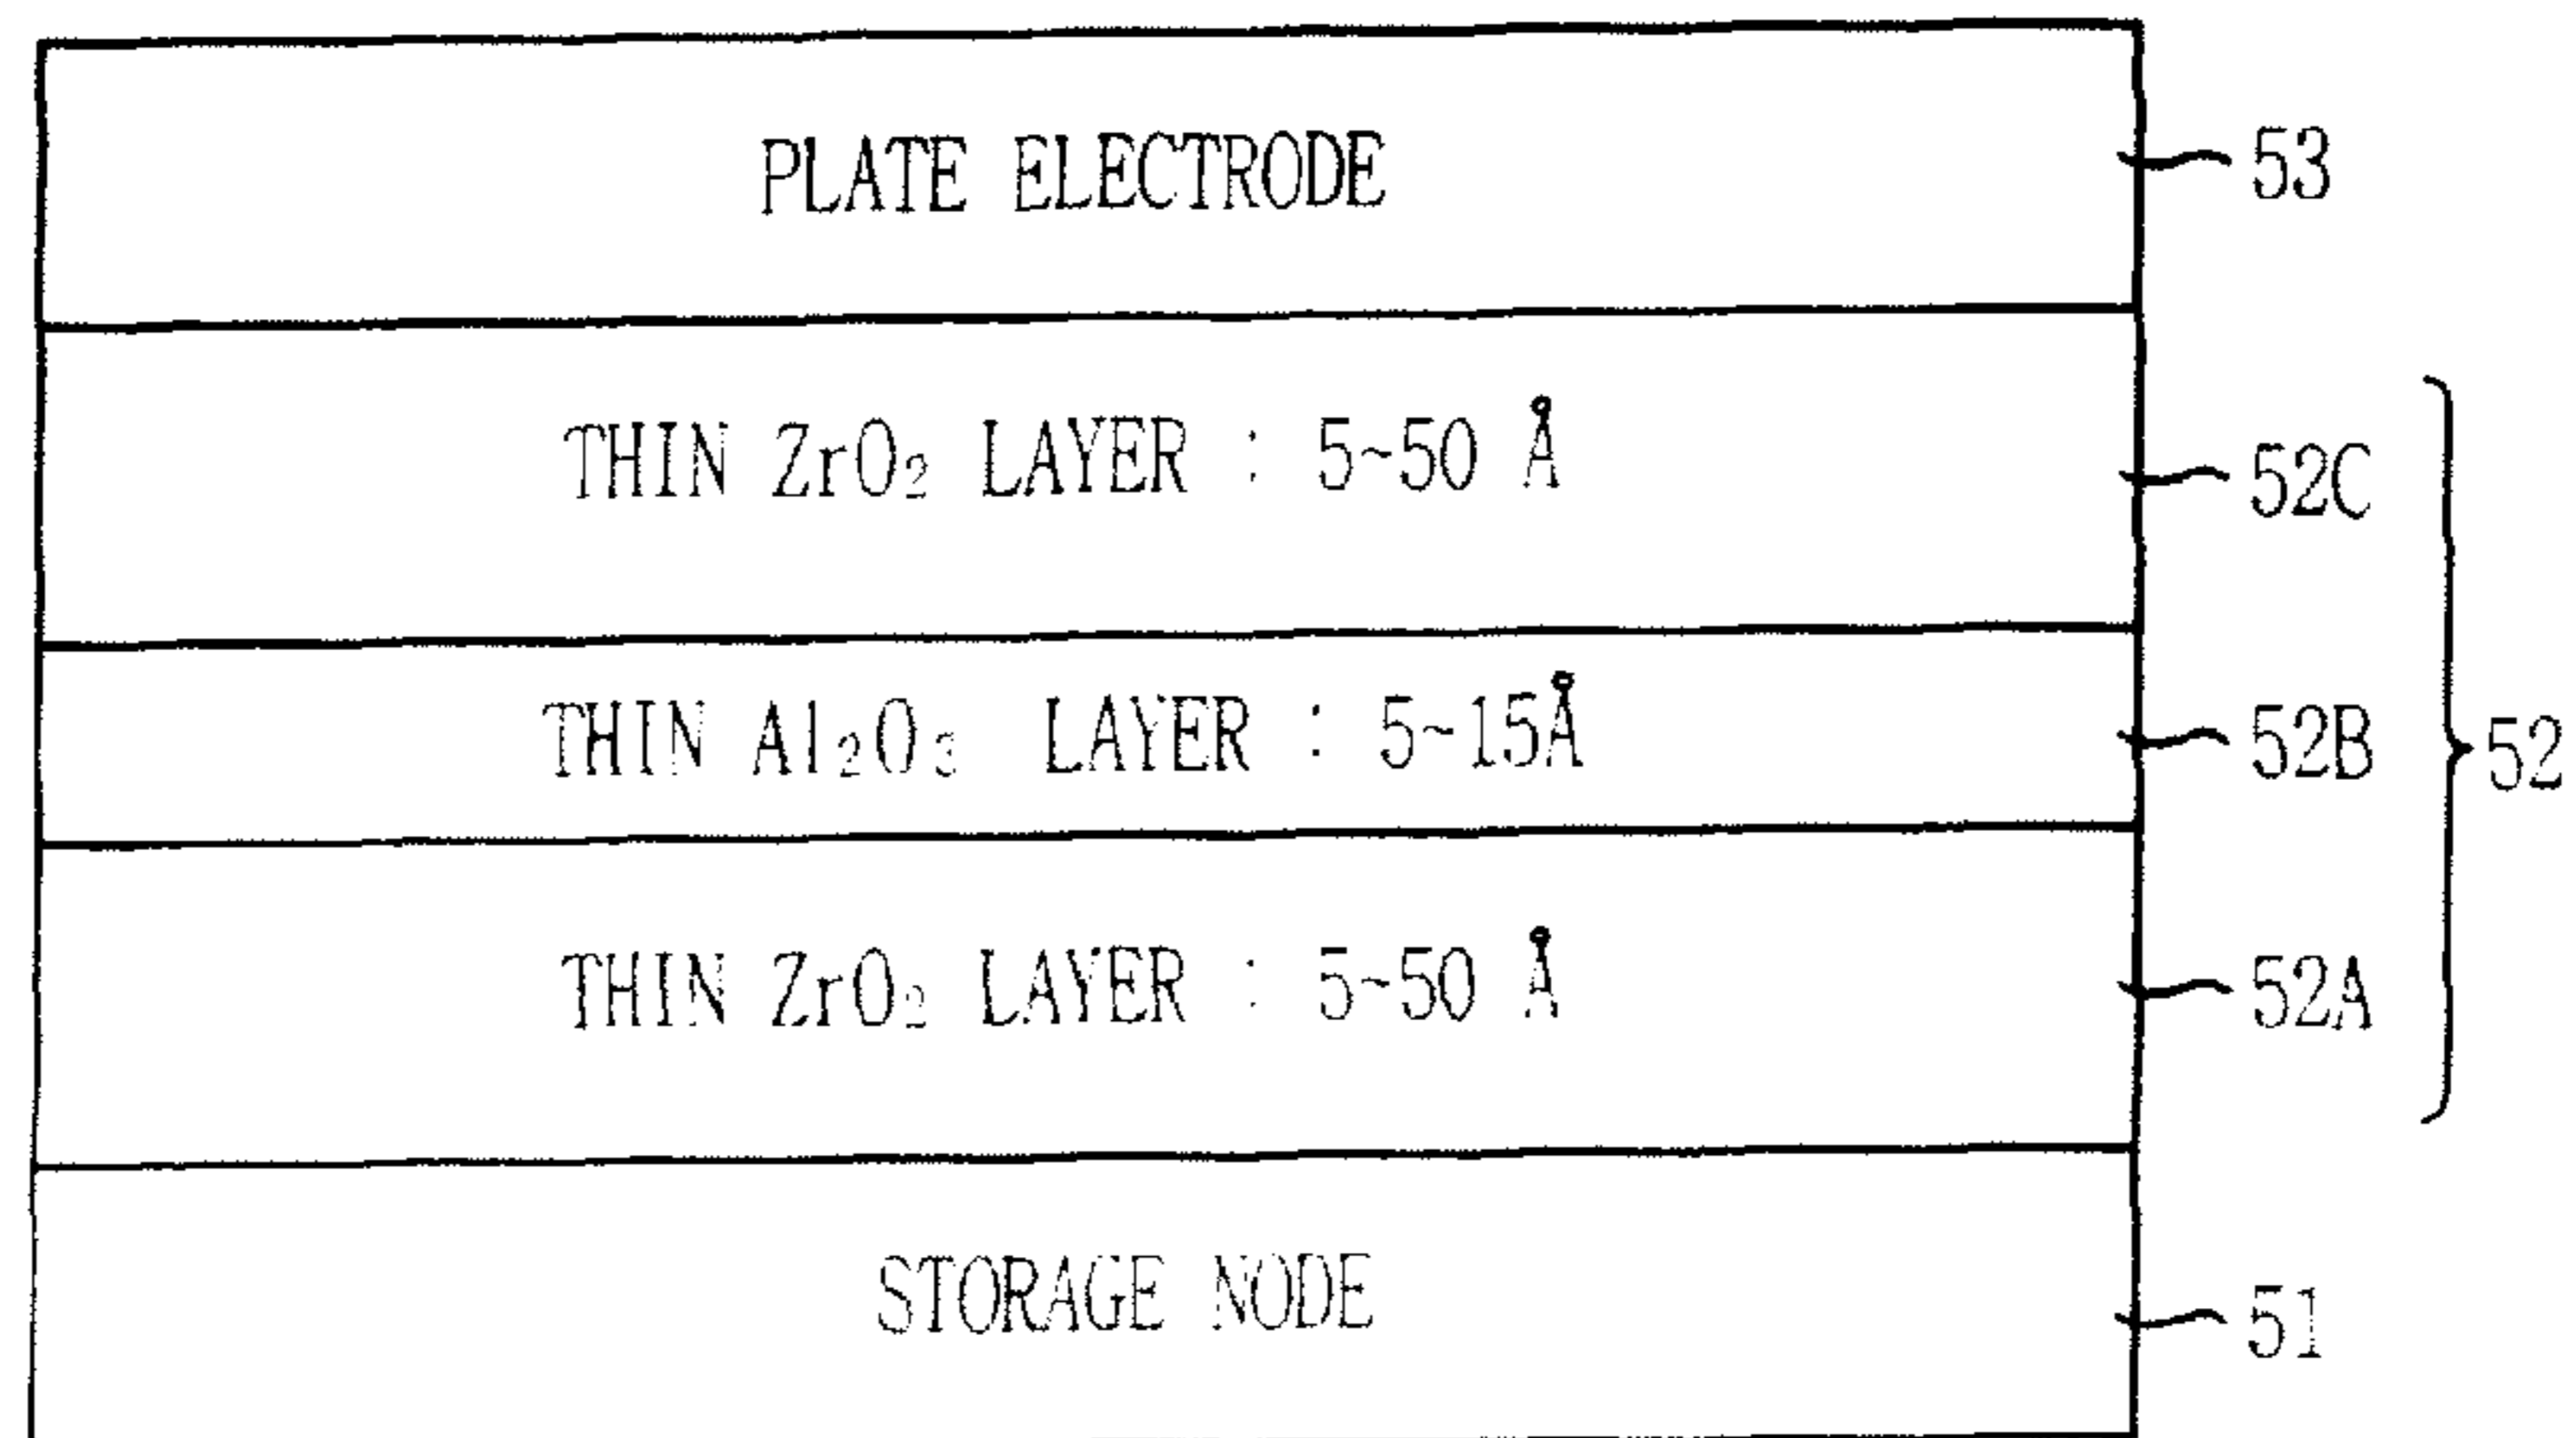 PLATE ELECTRODE 53
THIN ZrO₂ LAYER : 5~50 Å 52C
THIN Al₂O₃ LAYER : 5~15Å 52B
52
THIN ZrO₂ LAYER : 5~50 Å 52A
STORAGE NODE 51